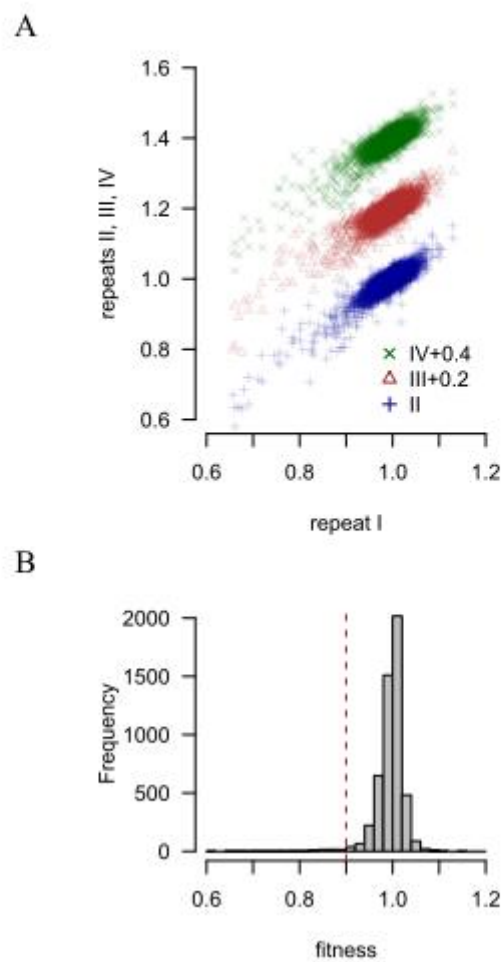 A
1.6
1.4
1.2
1.0
0.8
0.6
repeats II, III, IV
IV+0.4
III+0.2
II
0.6 0.8 1.0 1.2
repeat I
B
2000
1500
1000
500
0
Frequency
0.6 0.8 1.0 1.2
fitness